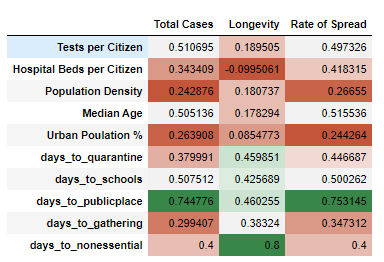 Total Cases Longevity Rate of Spread
Tests per Citizen 0.510695 0.189505 0.497326
Hospital Beds per Citizen 0.343409 -0.0995061 0.418315
Population Density 0.242876 0.180737 0.26655
Median Age 0.505136 0.178294 0.515536
Urban Poulation % 0.263908 0.0854773 0.244264
days_to_quarantine 0.379991 0.459851 0.446687
days_to_schools 0.507512 0.425689 0.500262
days_to_publicplace 0.744776 0.460255 0.753145
days_to_gathering 0.299407 0.38324 0.347312
days_to_nonessential 0.4 0.8 0.4